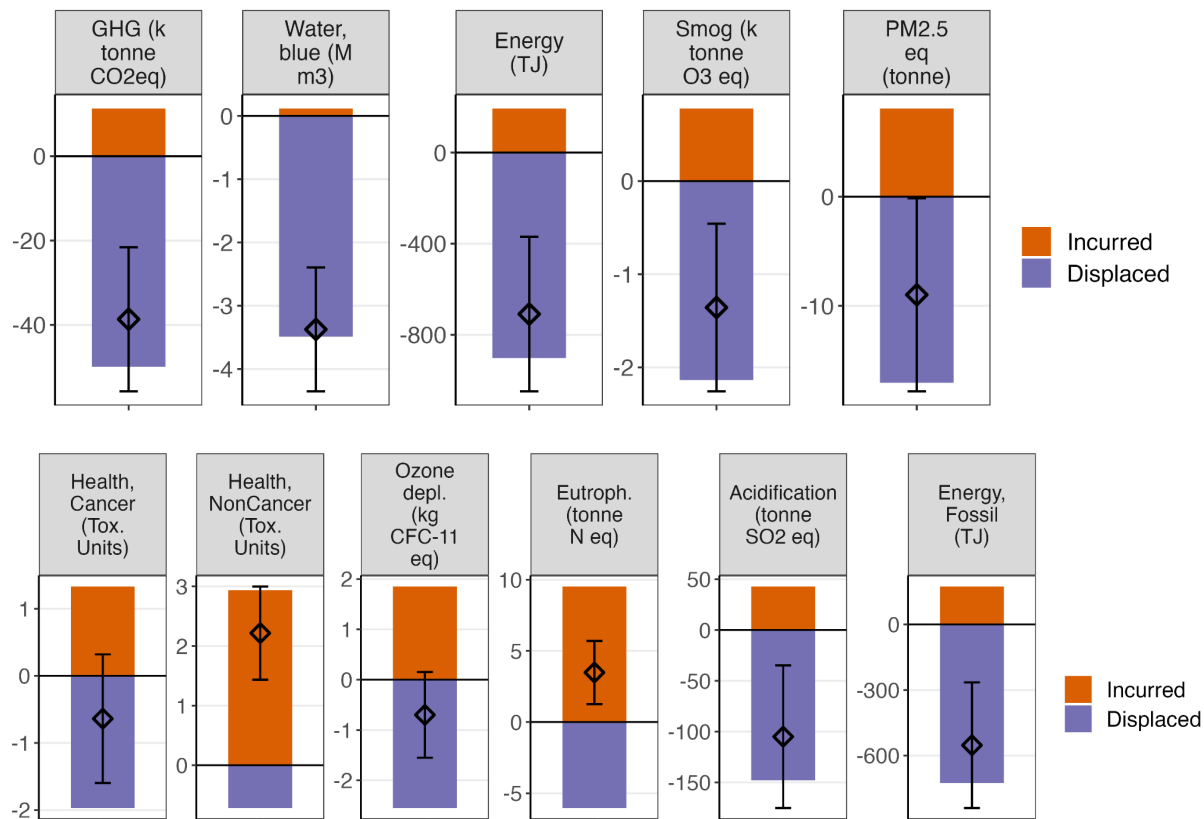 GHG (k
tonne
CO2eq)
Water,
blue (M
m3)
Energy
(TJ)
Smog (k
tonne
O3 eq)
PM2.5
eq
(tonne)
0
-20
-40
0
-1
-2
-3
-4
0
-400
-800
0
-1
-2
0
-10
Incurred
Displaced
Health,
Cancer
(Tox.
Units)
Health,
NonCancer
(Tox.
Units)
Ozone
depl.
(kg
CFC-11
eq)
Eutroph.
(tonne
N eq)
Acidification
(tonne
SO2 eq)
Energy,
Fossil
(TJ)
1
0
-1
-2
3
2
1
0
2
1
0
-1
-2
10
5
0
-5
50
0
-50
-100
-150
0
-300
-600
Incurred
Displaced